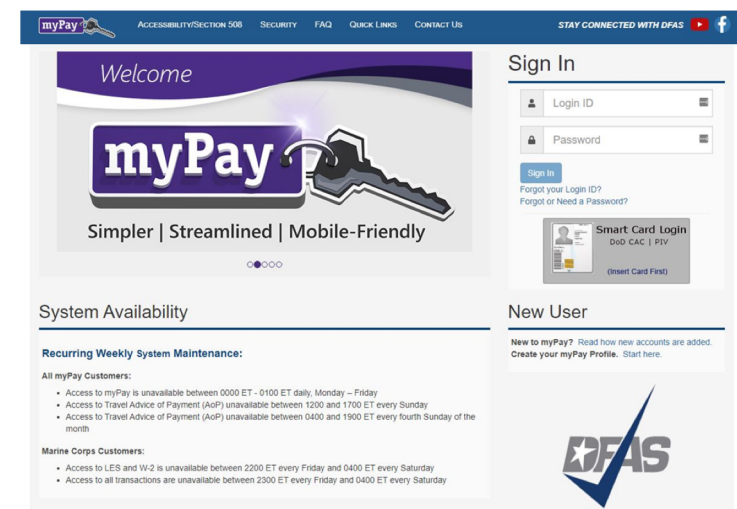 myPay
ACCESSIBILITY/SECTION 508
SECURITY
FAQ
QUICK LINKS
CONTACT US
STAY CONNECTED WITH DFAS
Welcome
myPay
Simpler | Streamlined | Mobile-Friendly
Sign In
Login ID
Password
Sign In
Forgot your Login ID?
Forgot or Need a Password?
Smart Card Login
DoD CAC | PIV
(Insert Card First)
System Availability
Recurring Weekly System Maintenance:
All myPay Customers:
Access to myPay is unavailable between 0000 ET - 0100 ET daily, Monday – Friday
Access to Travel Advice of Payment (AoP) unavailable between 1200 and 1700 ET every Sunday
Access to Travel Advice of Payment (AoP) unavailable between 0400 and 1900 ET every fourth Sunday of the
month
Marine Corps Customers:
Access to LES and W-2 is unavailable between 2200 ET every Friday and 0400 ET every Saturday
Access to all transactions are unavailable between 2300 ET every Friday and 0400 ET every Saturday
New User
New to myPay? Read how new accounts are added.
Create your myPay Profile. Start here.
DFAS